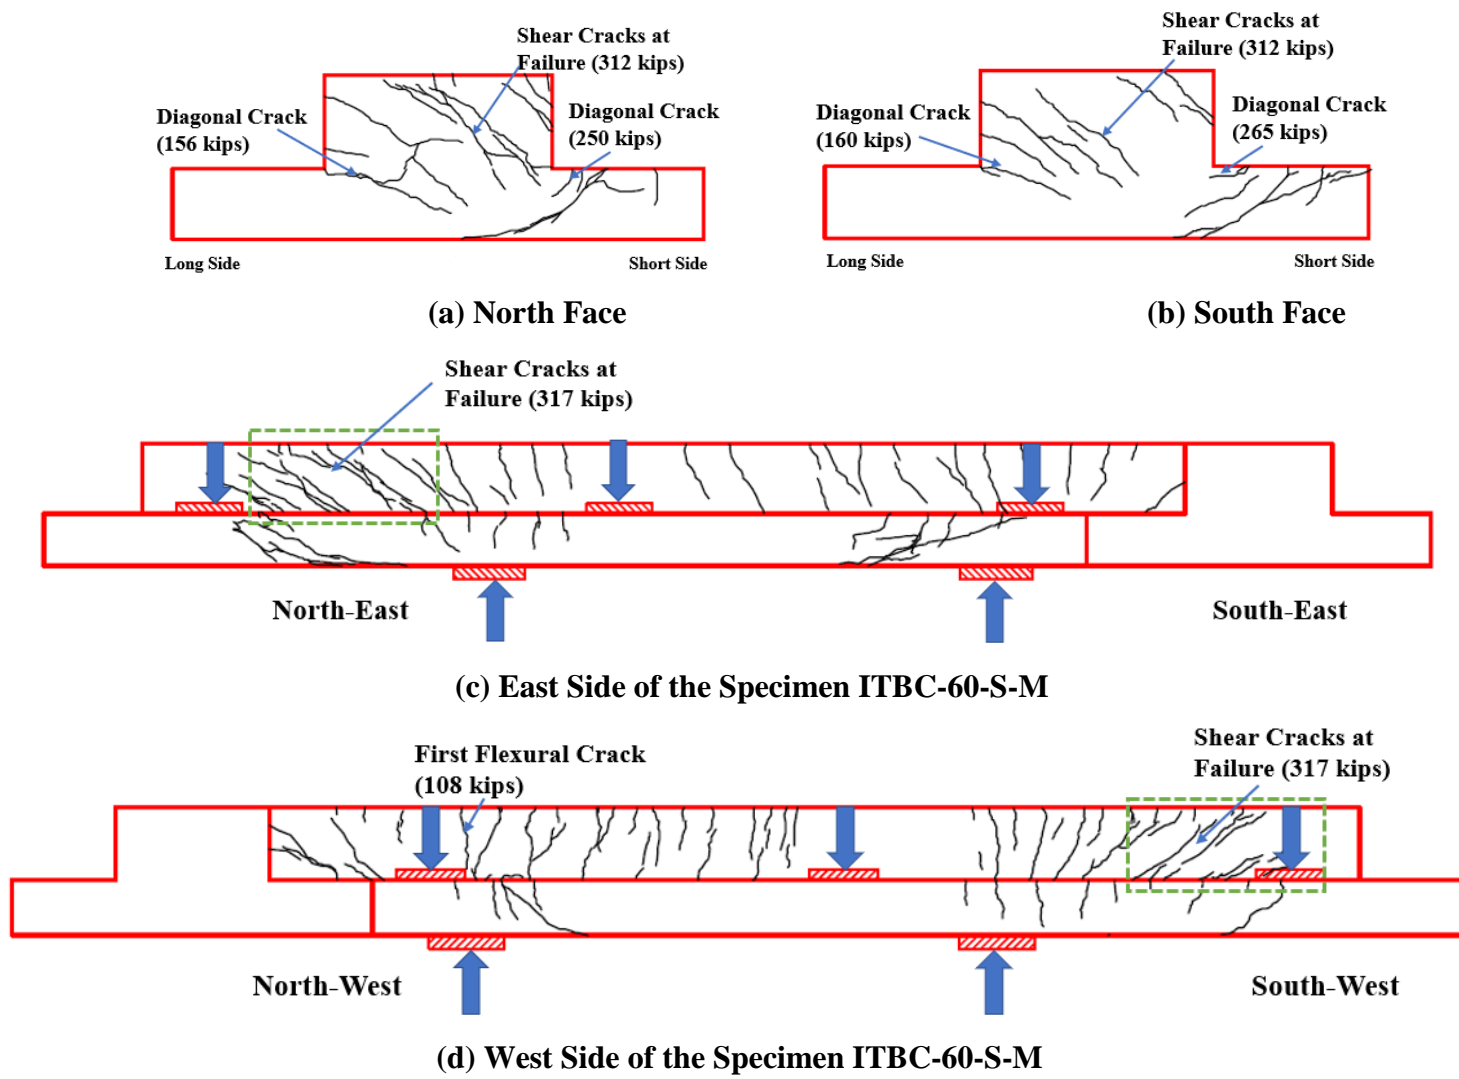 Shear Cracks at
Failure (312 kips)
Diagonal Crack
(156 kips)
Diagonal Crack
(250 kips)
Long Side
Short Side
(a) North Face
Shear Cracks at
Failure (312 kips)
Diagonal Crack
(160 kips)
Diagonal Crack
(265 kips)
Long Side
Short Side
(b) South Face
Shear Cracks at
Failure (317 kips)
North-East
South-East
(c) East Side of the Specimen ITBC-60-S-M
First Flexural Crack
(108 kips)
Shear Cracks at
Failure (317 kips)
North-West
South-West
(d) West Side of the Specimen ITBC-60-S-M